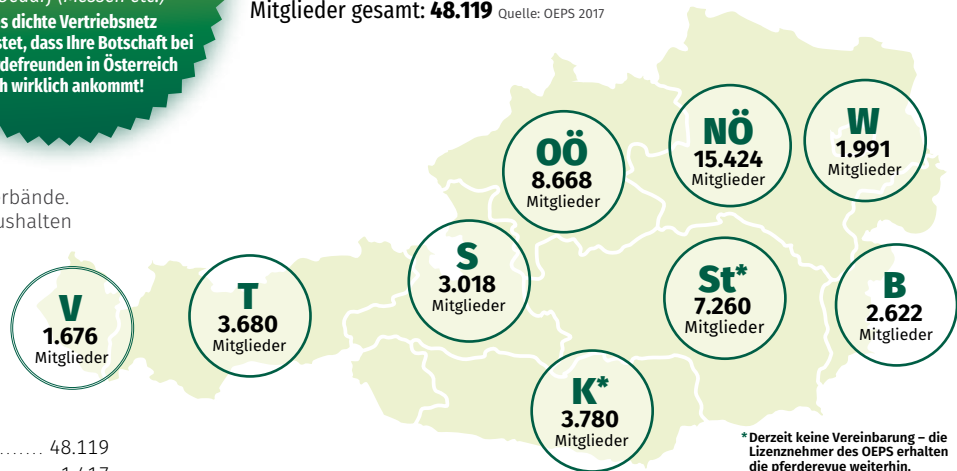 Mitglieder gesamt: 48.119 Quelle: OEPS 2017
(Messen etc.)
s dichte Vertriebsnetz
stet, dass Ihre Botschaft bei
defreunden in Österreich
h wirklich ankommt!
rbände.
ushalten
OÖ
8.668
Mitglieder
NÖ
15.424
Mitglieder
W
1.991
Mitglieder
V
1.676
Mitglieder
T
3.680
Mitglieder
S
3.018
Mitglieder
St*
7.260
Mitglieder
B
2.622
Mitglieder
K*
3.780
Mitglieder
........ 48.119
*Derzeit keine Vereinbarung – die
Lizenznehmer des OEPS erhalten
die pferderevue weiterhin.